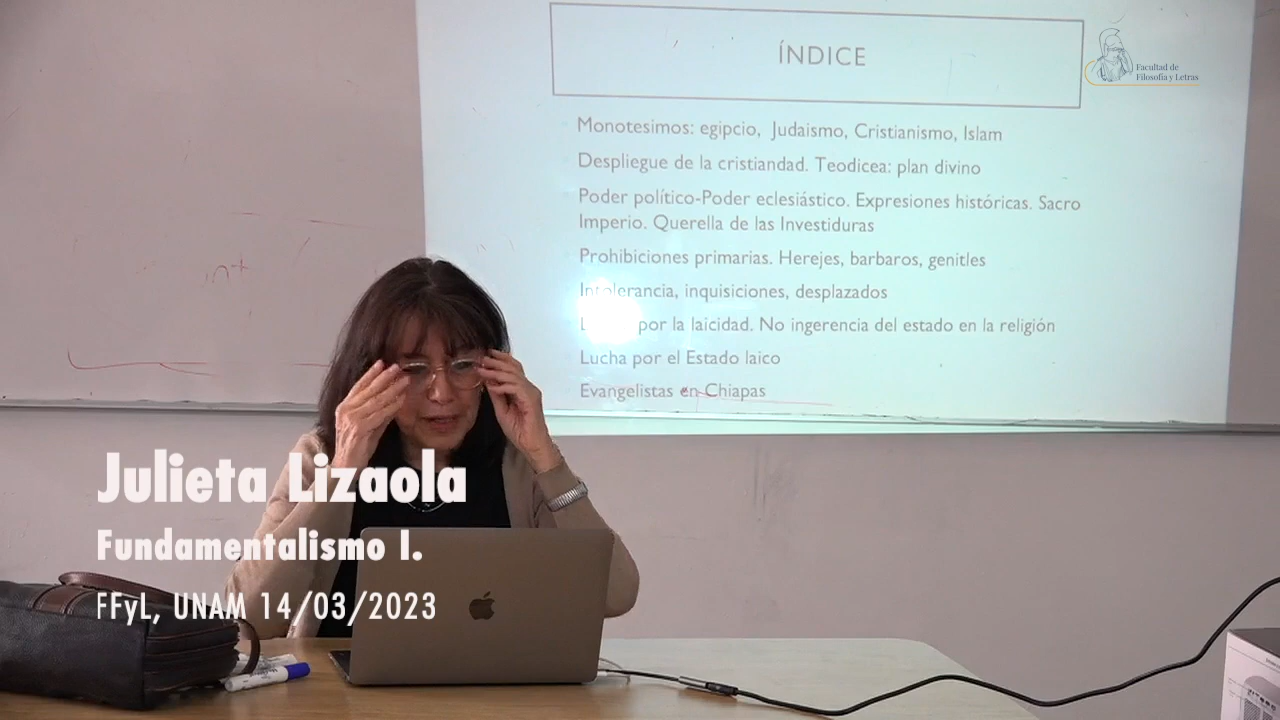 ÍNDICE
Facultad de
Filosofía y Letras
Monotesimos: egipcio, Judaismo, Cristianismo, Islam
Despliegue de la cristiandad. Teodicea: plan divino
Poder político-Poder eclesiástico. Expresiones históricas. Sacro
Imperio. Querella de las Investiduras
Prohibiciones primarias. Herejes, barbaros, genitles
Intolerancia, inquisiciones, desplazados
por la laicidad. No ingerencia del estado en la religión
Lucha por el Estado laico
Evangelistas en Chiapas
Julieta Lizaola
Fundamentalismo I.
FFyL, UNAM 14/03/2023